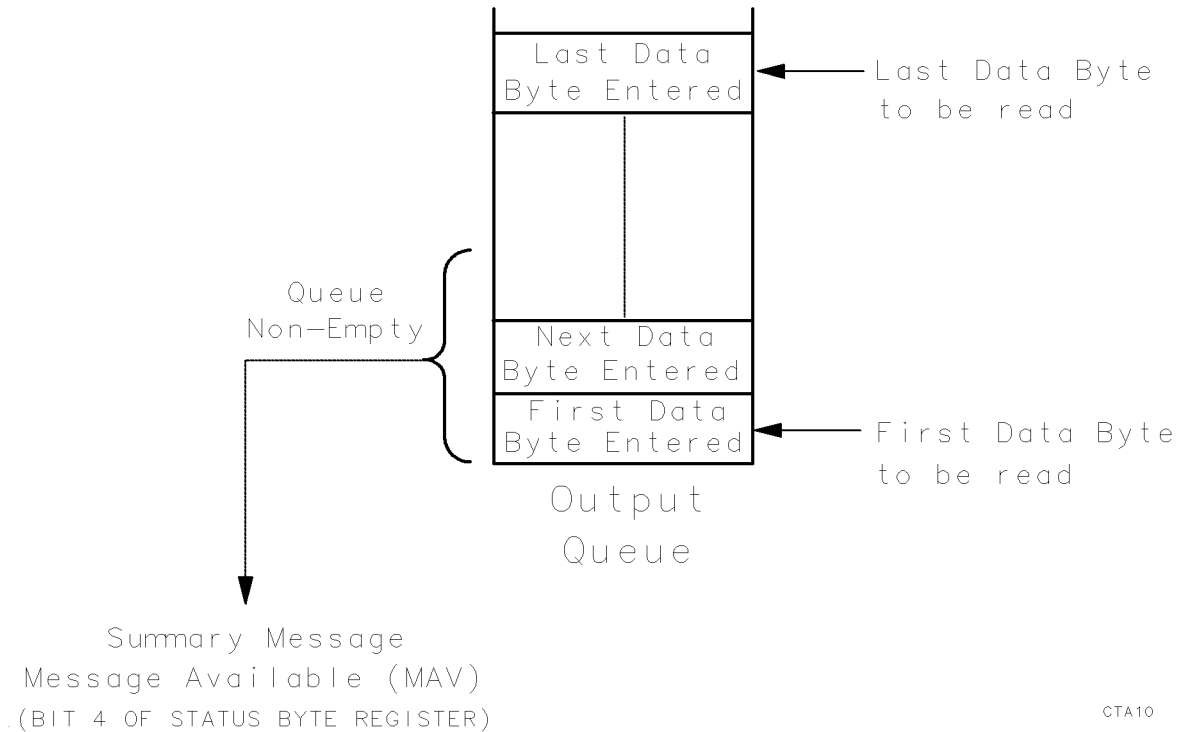 Last Data
Byte Entered
Last Data Byte
to be read
Queue
Non-Empty
Next Data
Byte Entered
First Data
Byte Entered
First Data Byte
to be read
Output
Queue
Summary Message
Message Available (MAV)
(BIT 4 OF STATUS BYTE REGISTER)
CTA10